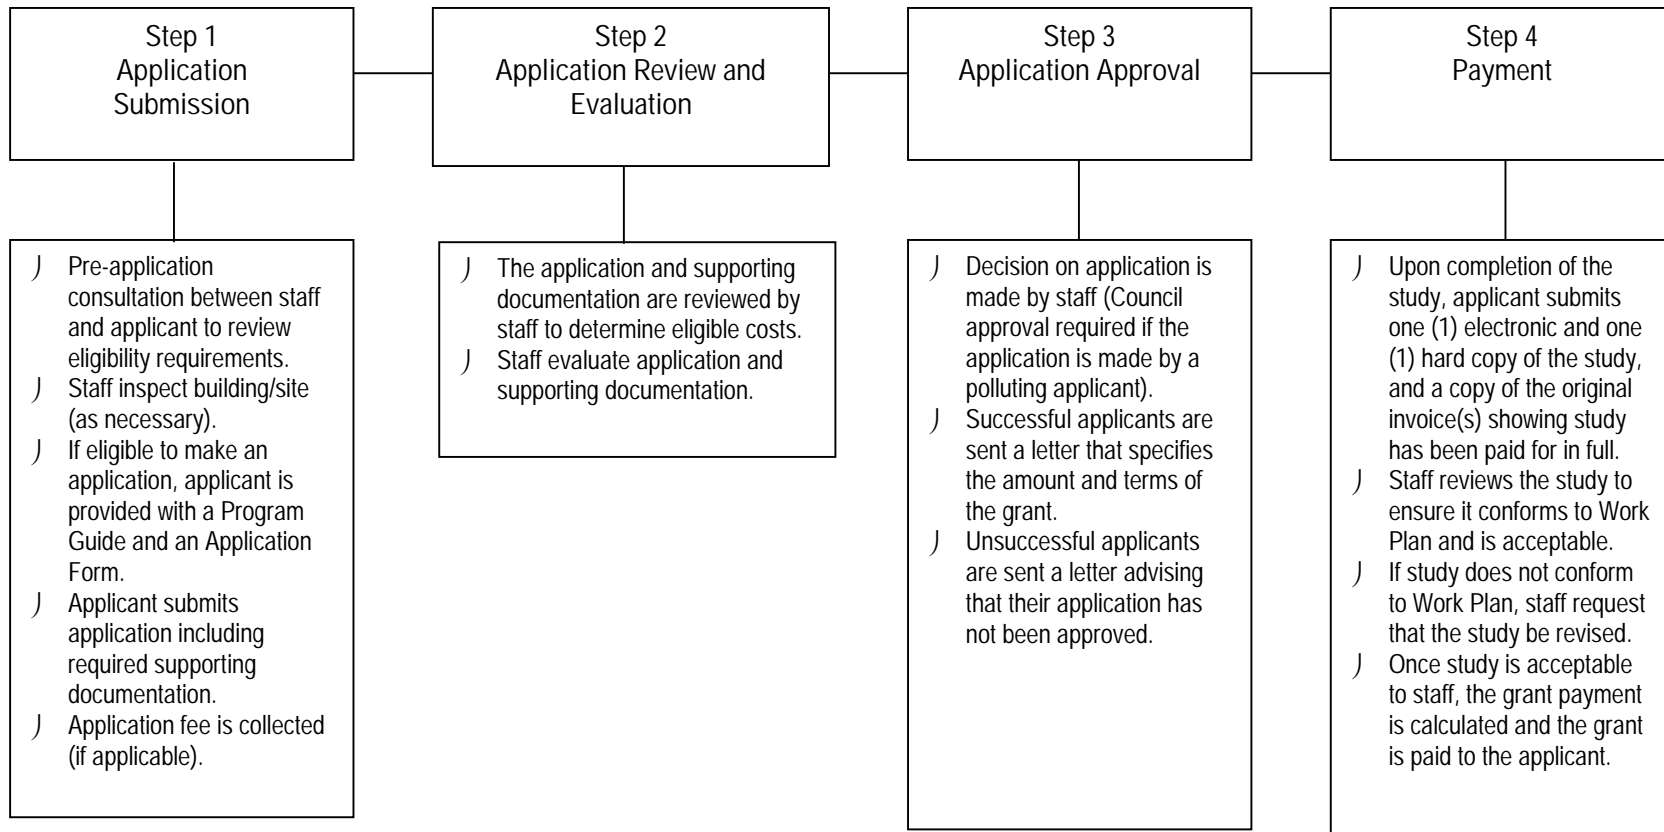 Step 1
Application
Submission
Step 2
Application Review and
Evaluation
Step 3
Application Approval
Step 4
Payment
J Pre-application
consultation between staff
and applicant to review
eligibility requirements.
J Staff inspect building/site
(as necessary).
J If eligible to make an
application, applicant is
provided with a Program
Guide and an Application
Form.
J Applicant submits
application including
required supporting
documentation.
J Application fee is collected
(if applicable).
J The application and supporting
documentation are reviewed by
staff to determine eligible costs.
J Staff evaluate application and
supporting documentation.
J Decision on application is
made by staff (Council
approval required if the
application is made by a
polluting applicant).
J Successful applicants are
sent a letter that specifies
the amount and terms of
the grant.
J Unsuccessful applicants
are sent a letter advising
that their application has
not been approved.
J Upon completion of the
study, applicant submits
one (1) electronic and one
(1) hard copy of the study,
and a copy of the original
invoice(s) showing study
has been paid for in full.
J Staff reviews the study to
ensure it conforms to Work
Plan and is acceptable.
J If study does not conform
to Work Plan, staff request
that the study be revised.
J Once study is acceptable
to staff, the grant payment
is calculated and the grant
is paid to the applicant.